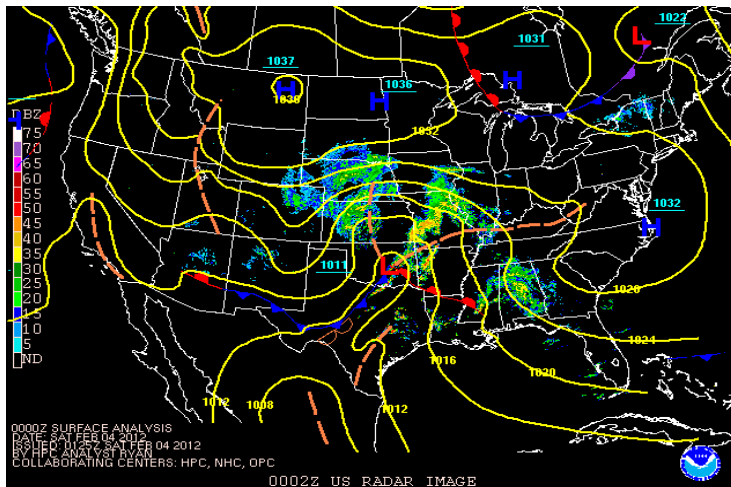 1022
L
1031
1037
H
1036
H
1038
H
H
DBZ
75
70
65
60
55
50
45
40
35
30
25
20
15
10
5
ND
1032
1032
H
1011
L
1028
1024
1016
1020
1012
1008
1012
0000Z SURFACE ANALYSIS
DATE: SAT FEB 04 2012
ISSUED: 0125Z SAT FEB 04 2012
BY HPC ANALYST RYAN
COLLABORATING CENTERS: HPC, NHC, OPC
0002Z US RADAR IMAGE